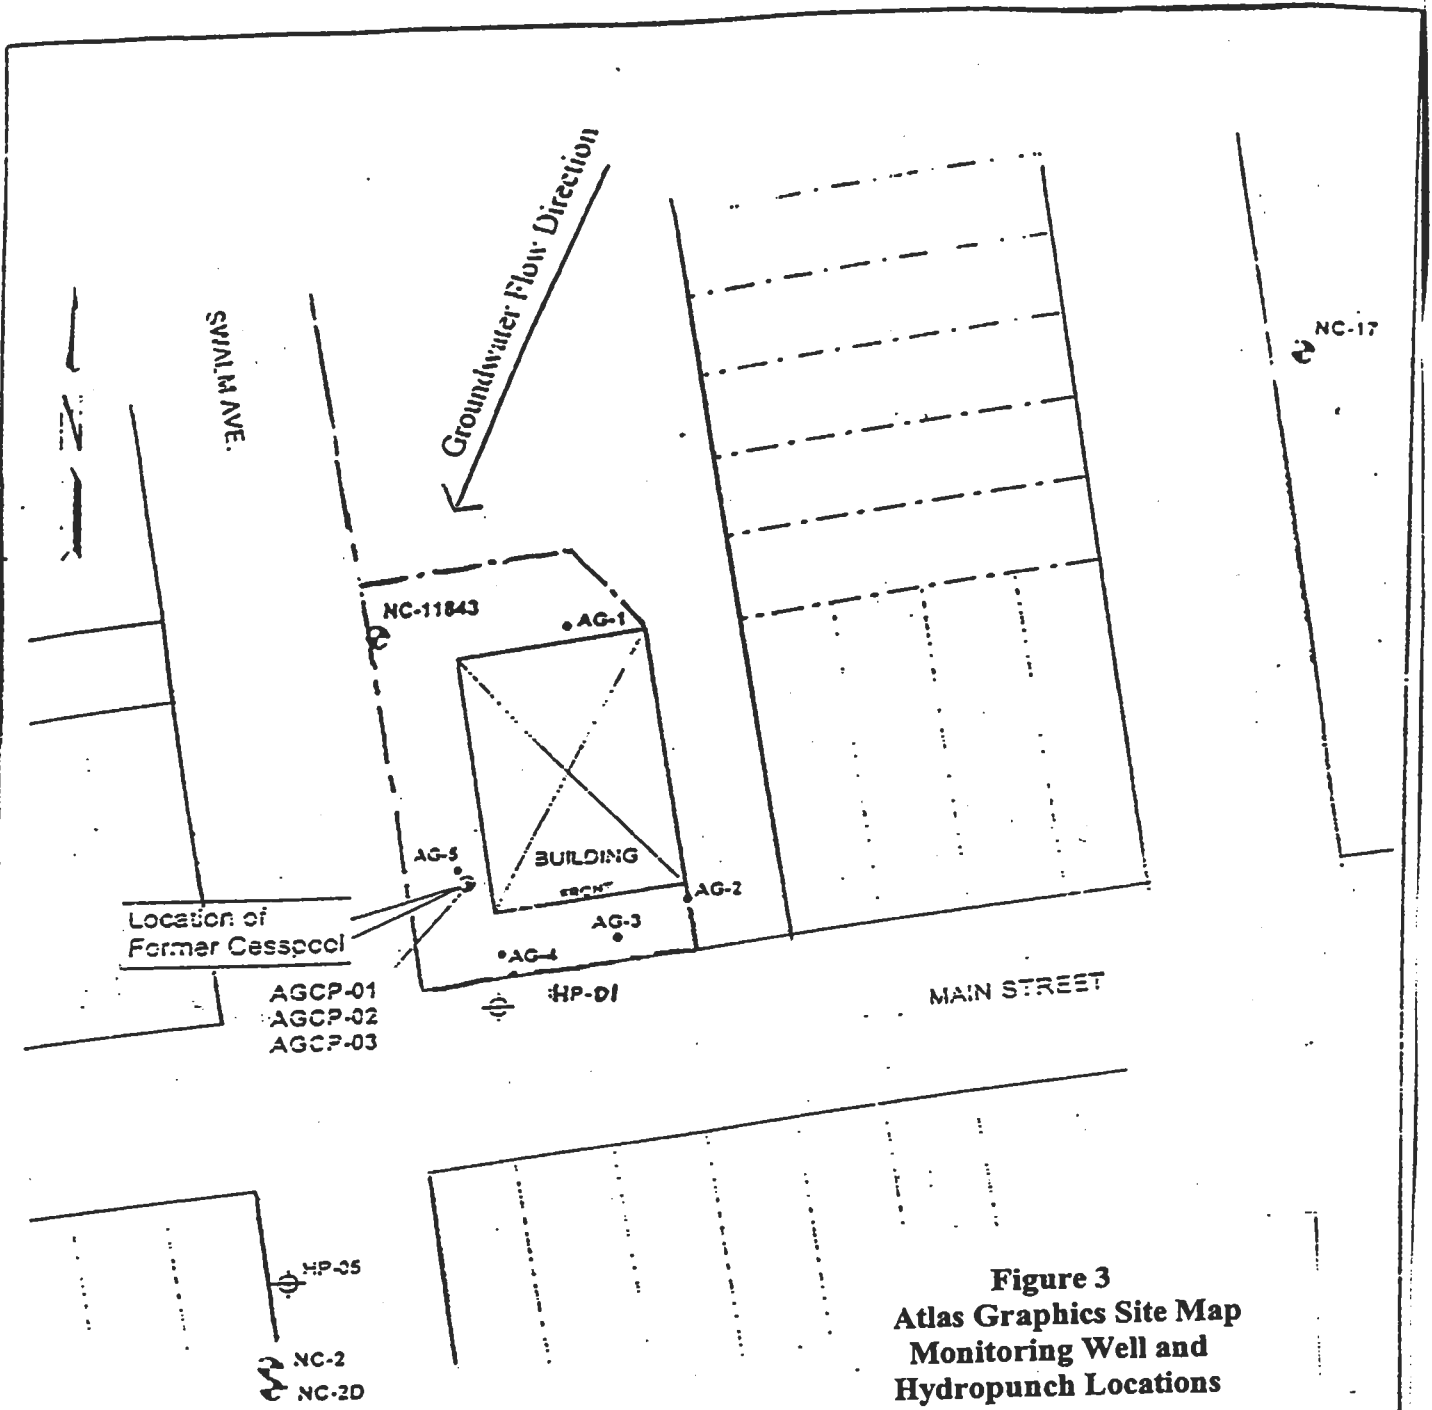 Groundwater Flow Direction
SWALM AVE.
NC-17
NC-11843
AG-1
BUILDING
FRONT
AG-5
AG-2
AG-3
AG-4
Location of
Former Cesspool
AGCP-01
AGCP-02
AGCP-03
HP-01
MAIN STREET
HP-05
NC-2
NC-2D
Figure 3
Atlas Graphics Site Map
Monitoring Well and
Hydropunch Locations